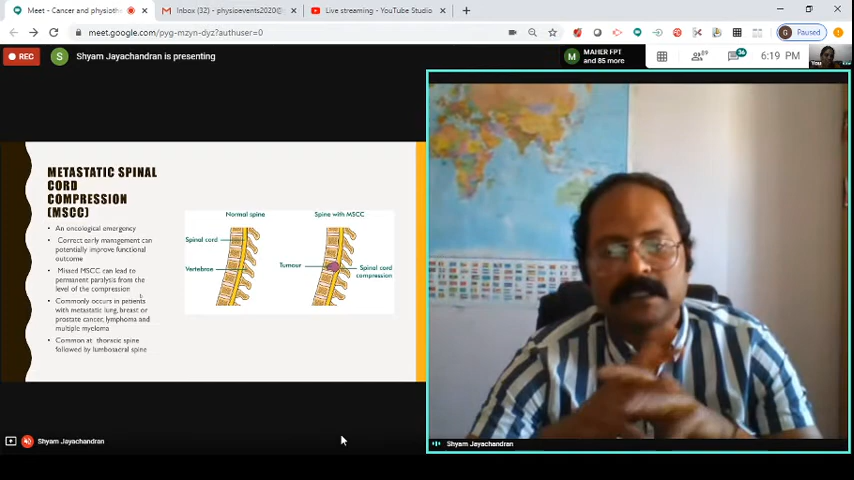 Meet - Cancer and physioth
Inbox (32) - physioevents2020@
Live streaming - YouTube Studio
meet.google.com/pyg-mzyn-dyz?authuser=0
Paused
REC
S
Shyam Jayachandran is presenting
M
MAHER FPT
and 85 more
89
36
6:19 PM
You
METASTATIC SPINAL
CORD
COMPRESSION
(MSCC)
• An oncological emergency
• Correct early management can
potentially improve functional
outcome
• Missed MSCC can lead to
permanent paralysis from the
level of the compression
• Commonly occurs in patients
with metastatic lung, breast or
prostate cancer, lymphoma and
multiple myeloma
• Common at thoracic spine
followed by lumbosacral spine
Normal spine
Spine with MSCC
Spinal cord
Vertebrae
Tumour
Spinal cord
compression
Shyam Jayachandran
Shyam Jayachandran